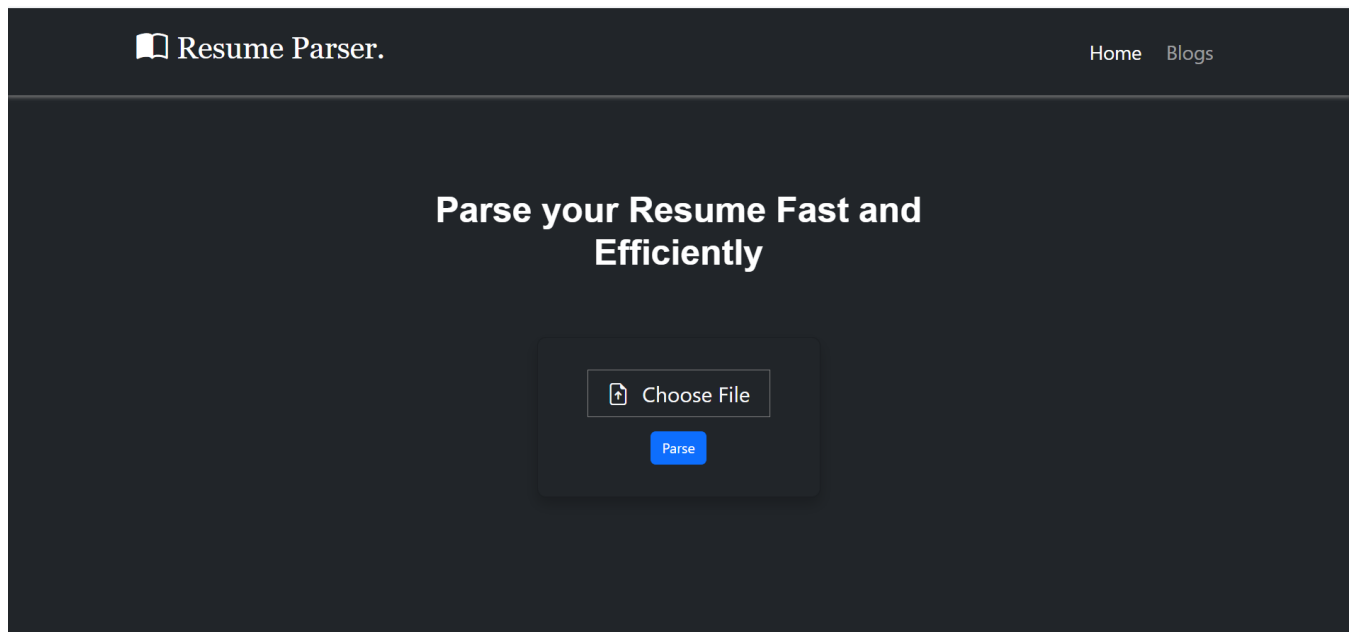 Resume Parser.
Home Blogs
Parse your Resume Fast and
Efficiently
Choose File
Parse